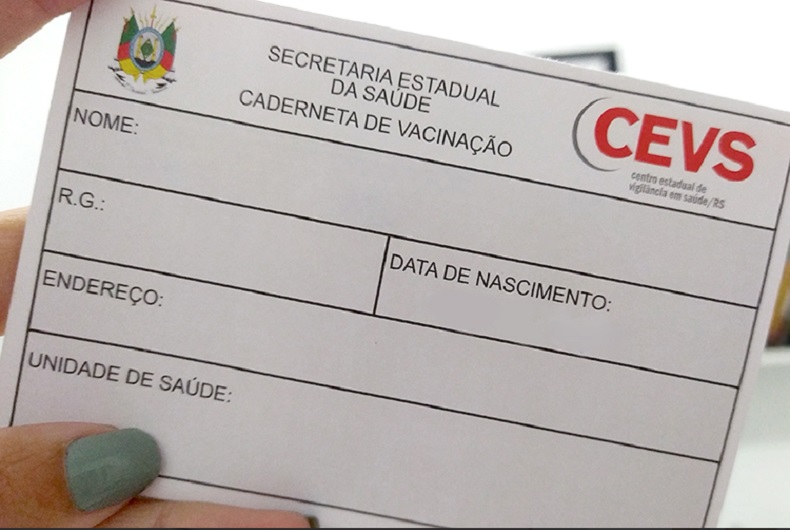 SECRETARIA ESTADUAL
DA SAÚDE
CADERNETA DE VACINAÇÃO
CEVS
centro estadual de
vigilância em saúde/RS
NOME:
R.G.:
DATA DE NASCIMENTO:
ENDEREÇO:
UNIDADE DE SAÚDE: